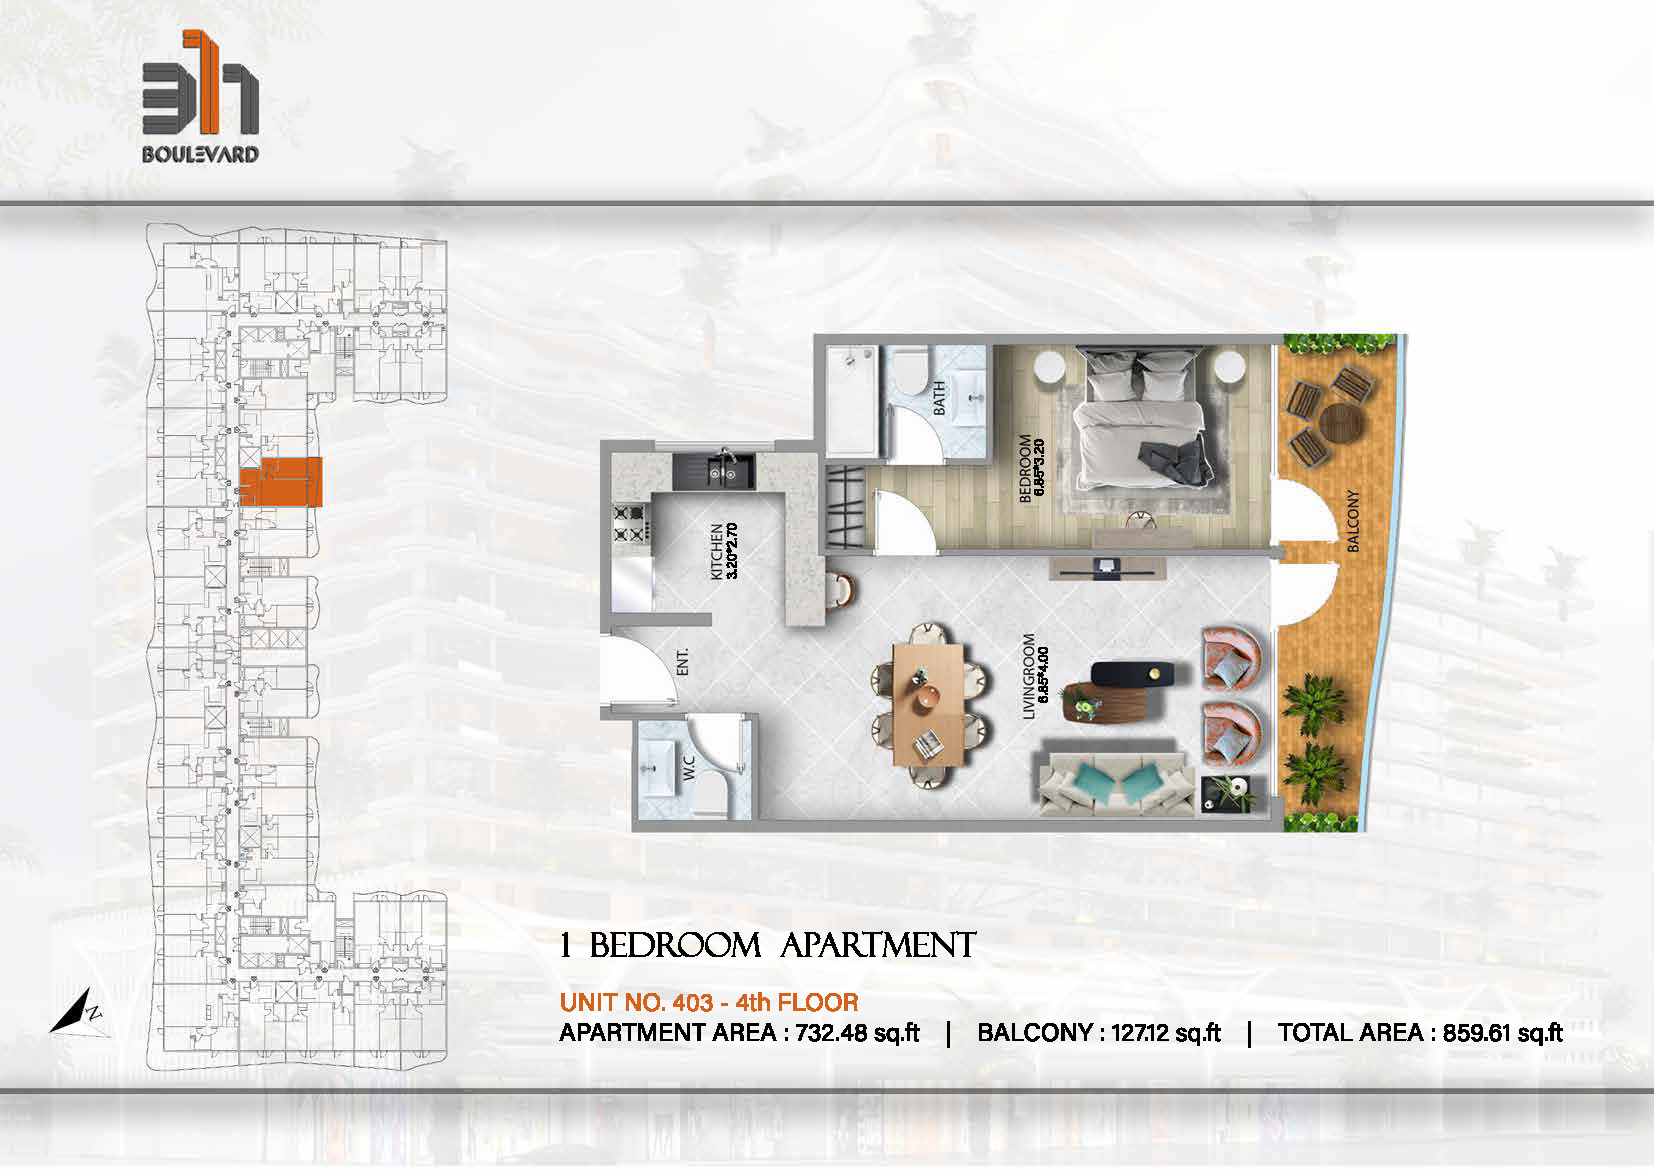 311
BOULEVARD
BATH
BEDROOM
6.85*3.20
BALCONY
KITCHEN
3.20*2.70
ENT.
LIVINGROOM
6.85*4.00
W.C
N
1 BEDROOM APARTMENT
UNIT NO. 403 - 4th FLOOR
APARTMENT AREA : 732.48 sq.ft | BALCONY : 127.12 sq.ft | TOTAL AREA : 859.61 sq.ft